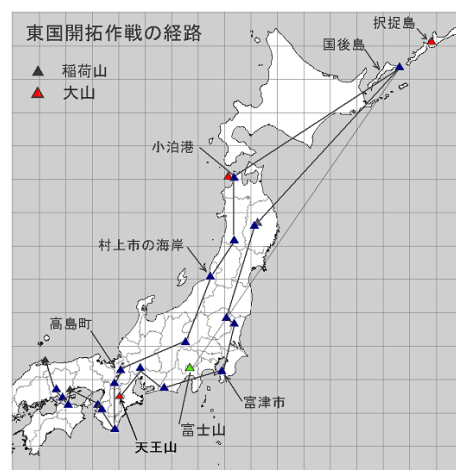 東国開拓作戦の経路
稲荷山
大山
択捉島
国後島
小泊港
村上市の海岸
高島町
富津市
富士山
天王山